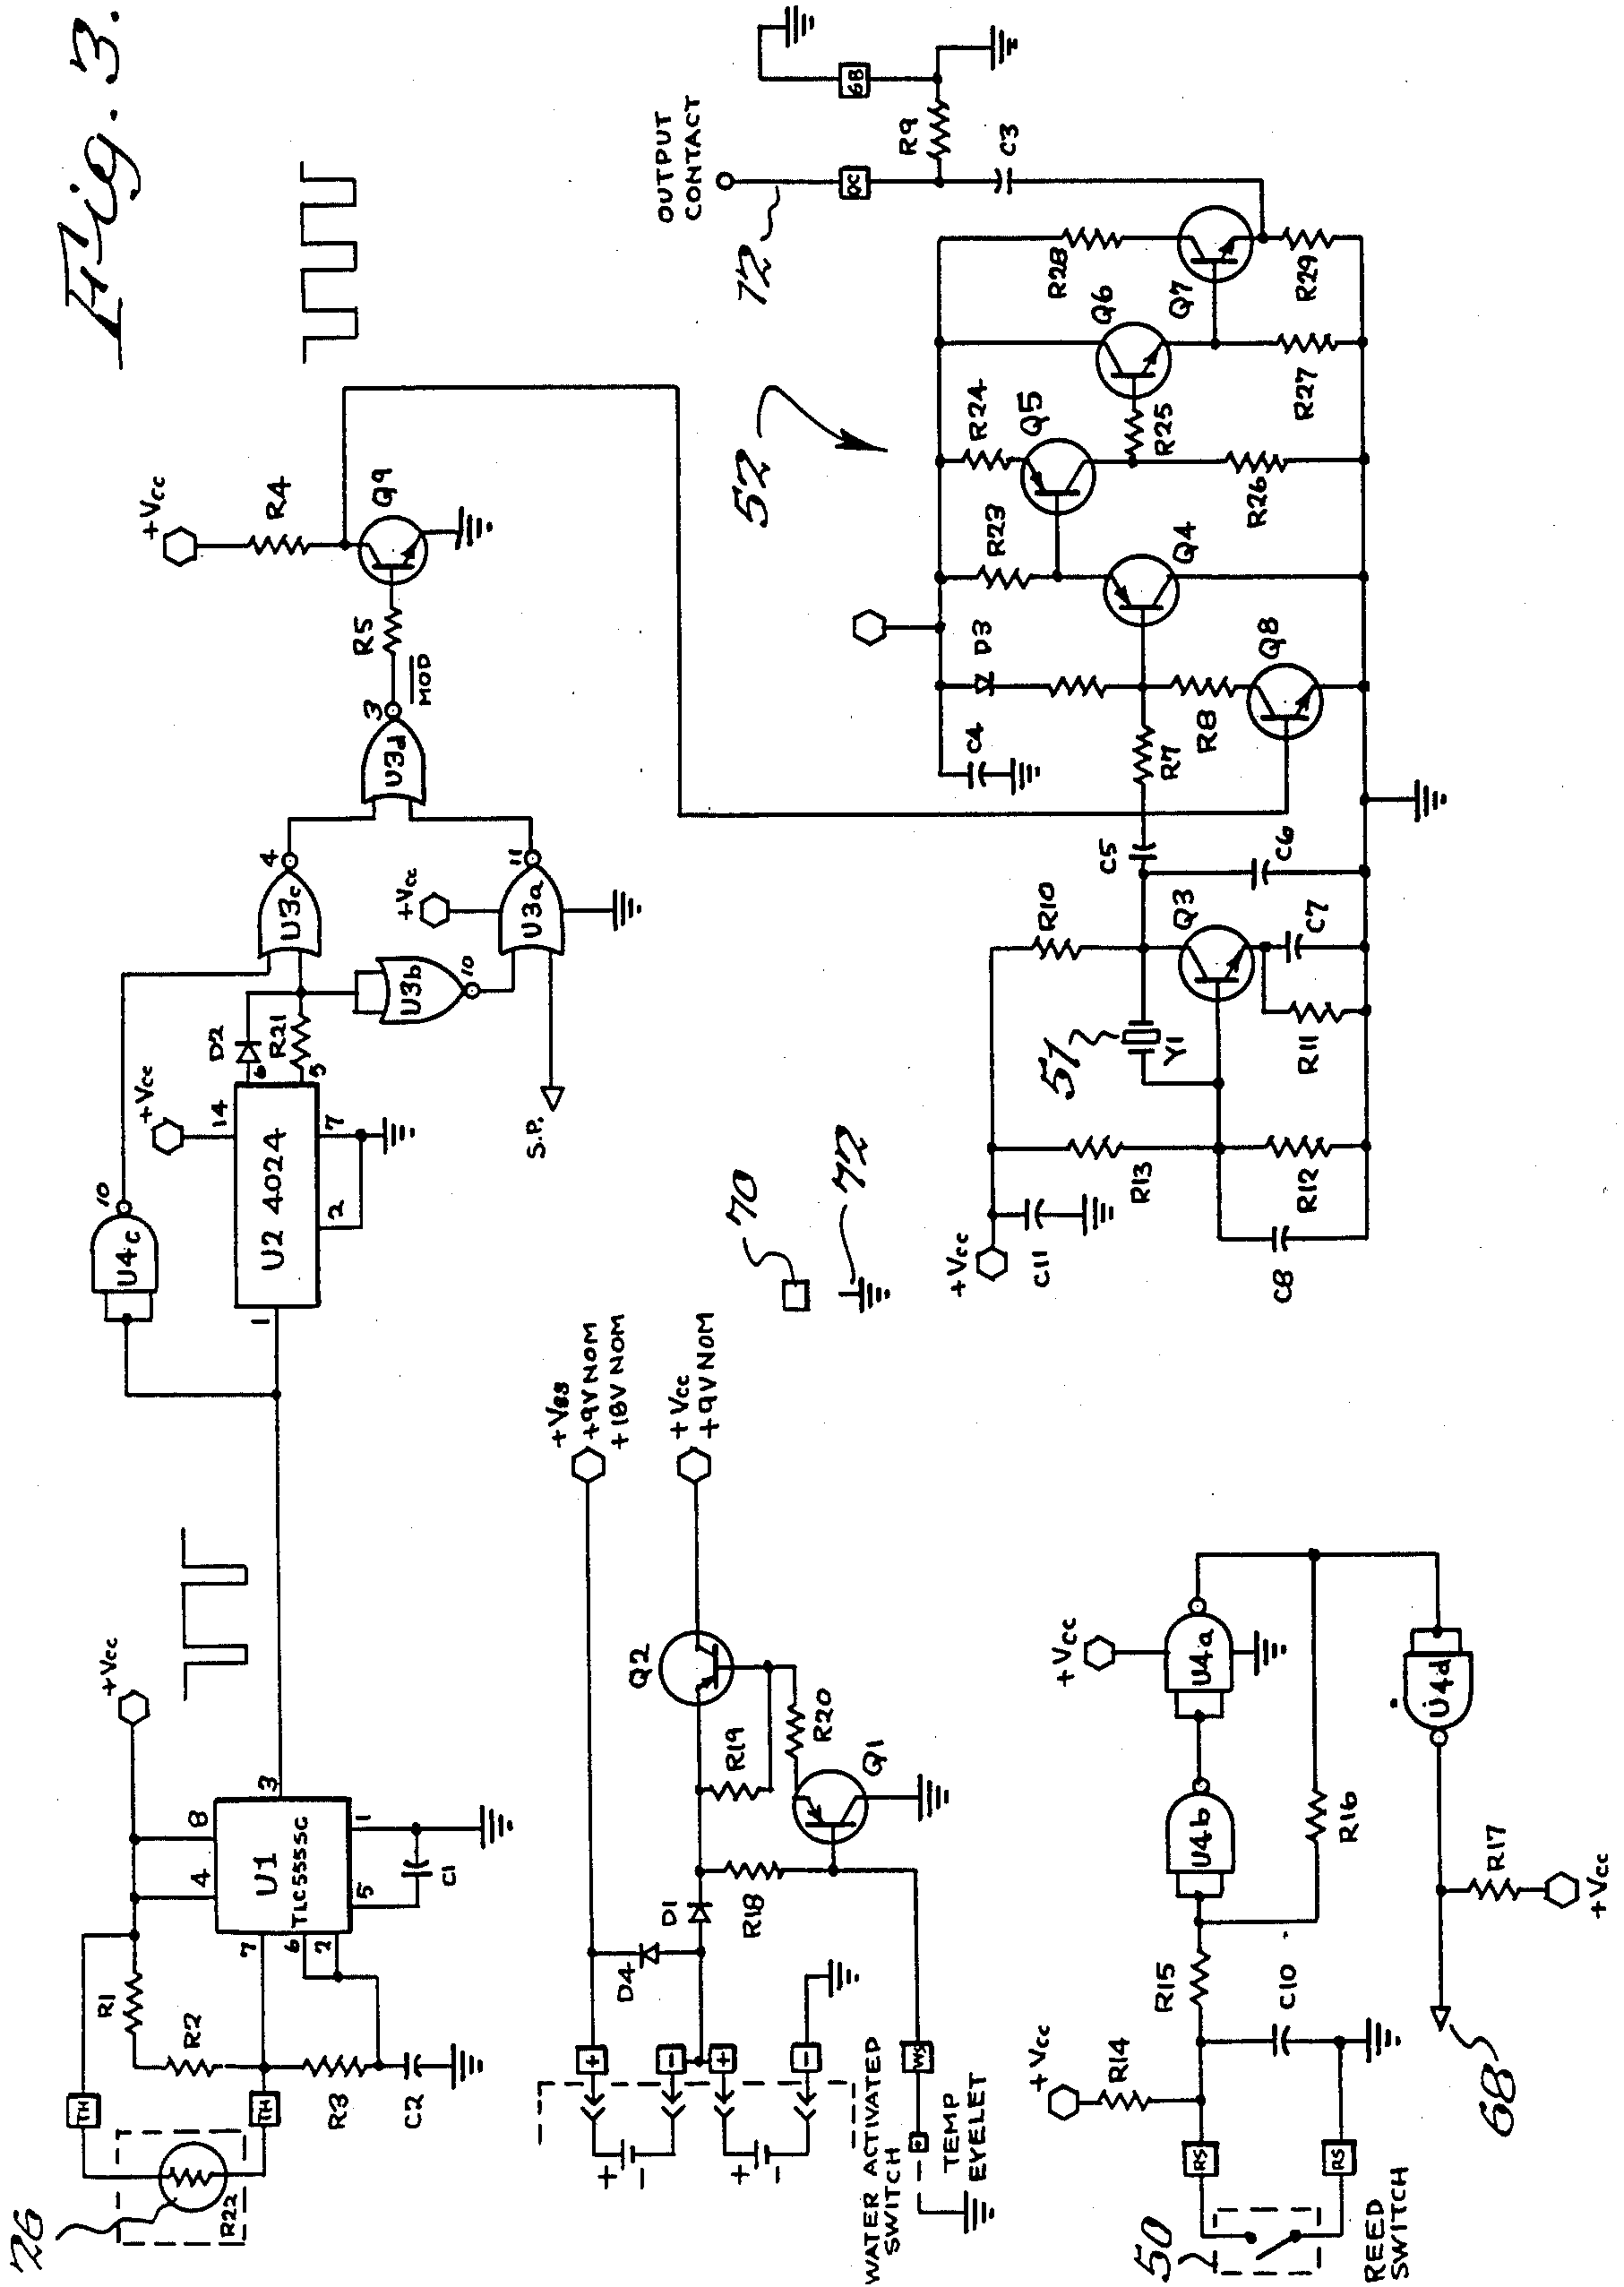 Fig. 3.
26
R22
TH
TH
R1
R2
R3
C2
+Vcc
4
8
7
6
2
U1
TLC555C
3
5
1
C1
1
U4c
10
+Vcc
14
U2 4024
2
7
6
5
D2
R21
U3c
4
U3b
10
S.P.
+Vcc
U3a
11
U3d
3
MOD
R5
+Vcc
R4
Q9
WATER ACTIVATED
SWITCH
+
-
+
-
+
-
+
-
WS
TEMP
EYELET
D4
D1
R18
R19
R20
Q1
Q2
+VBB
+9V NOM
+18V NOM
+Vcc
+9V NOM
70
72
50
REED
SWITCH
RS
RS
+Vcc
R14
R15
C10
U4b
U4a
+Vcc
R16
U4d
R17
+Vcc
68
+Vcc
C11
R13
C8
R12
51
Y1
R10
Q3
R11
C7
C5
C6
C4
R7
D3
R8
Q8
R23
Q4
52
R24
Q5
R25
R26
Q6
R27
Q7
R28
R29
72
OUTPUT
CONTACT
OC
R9
C3
GB